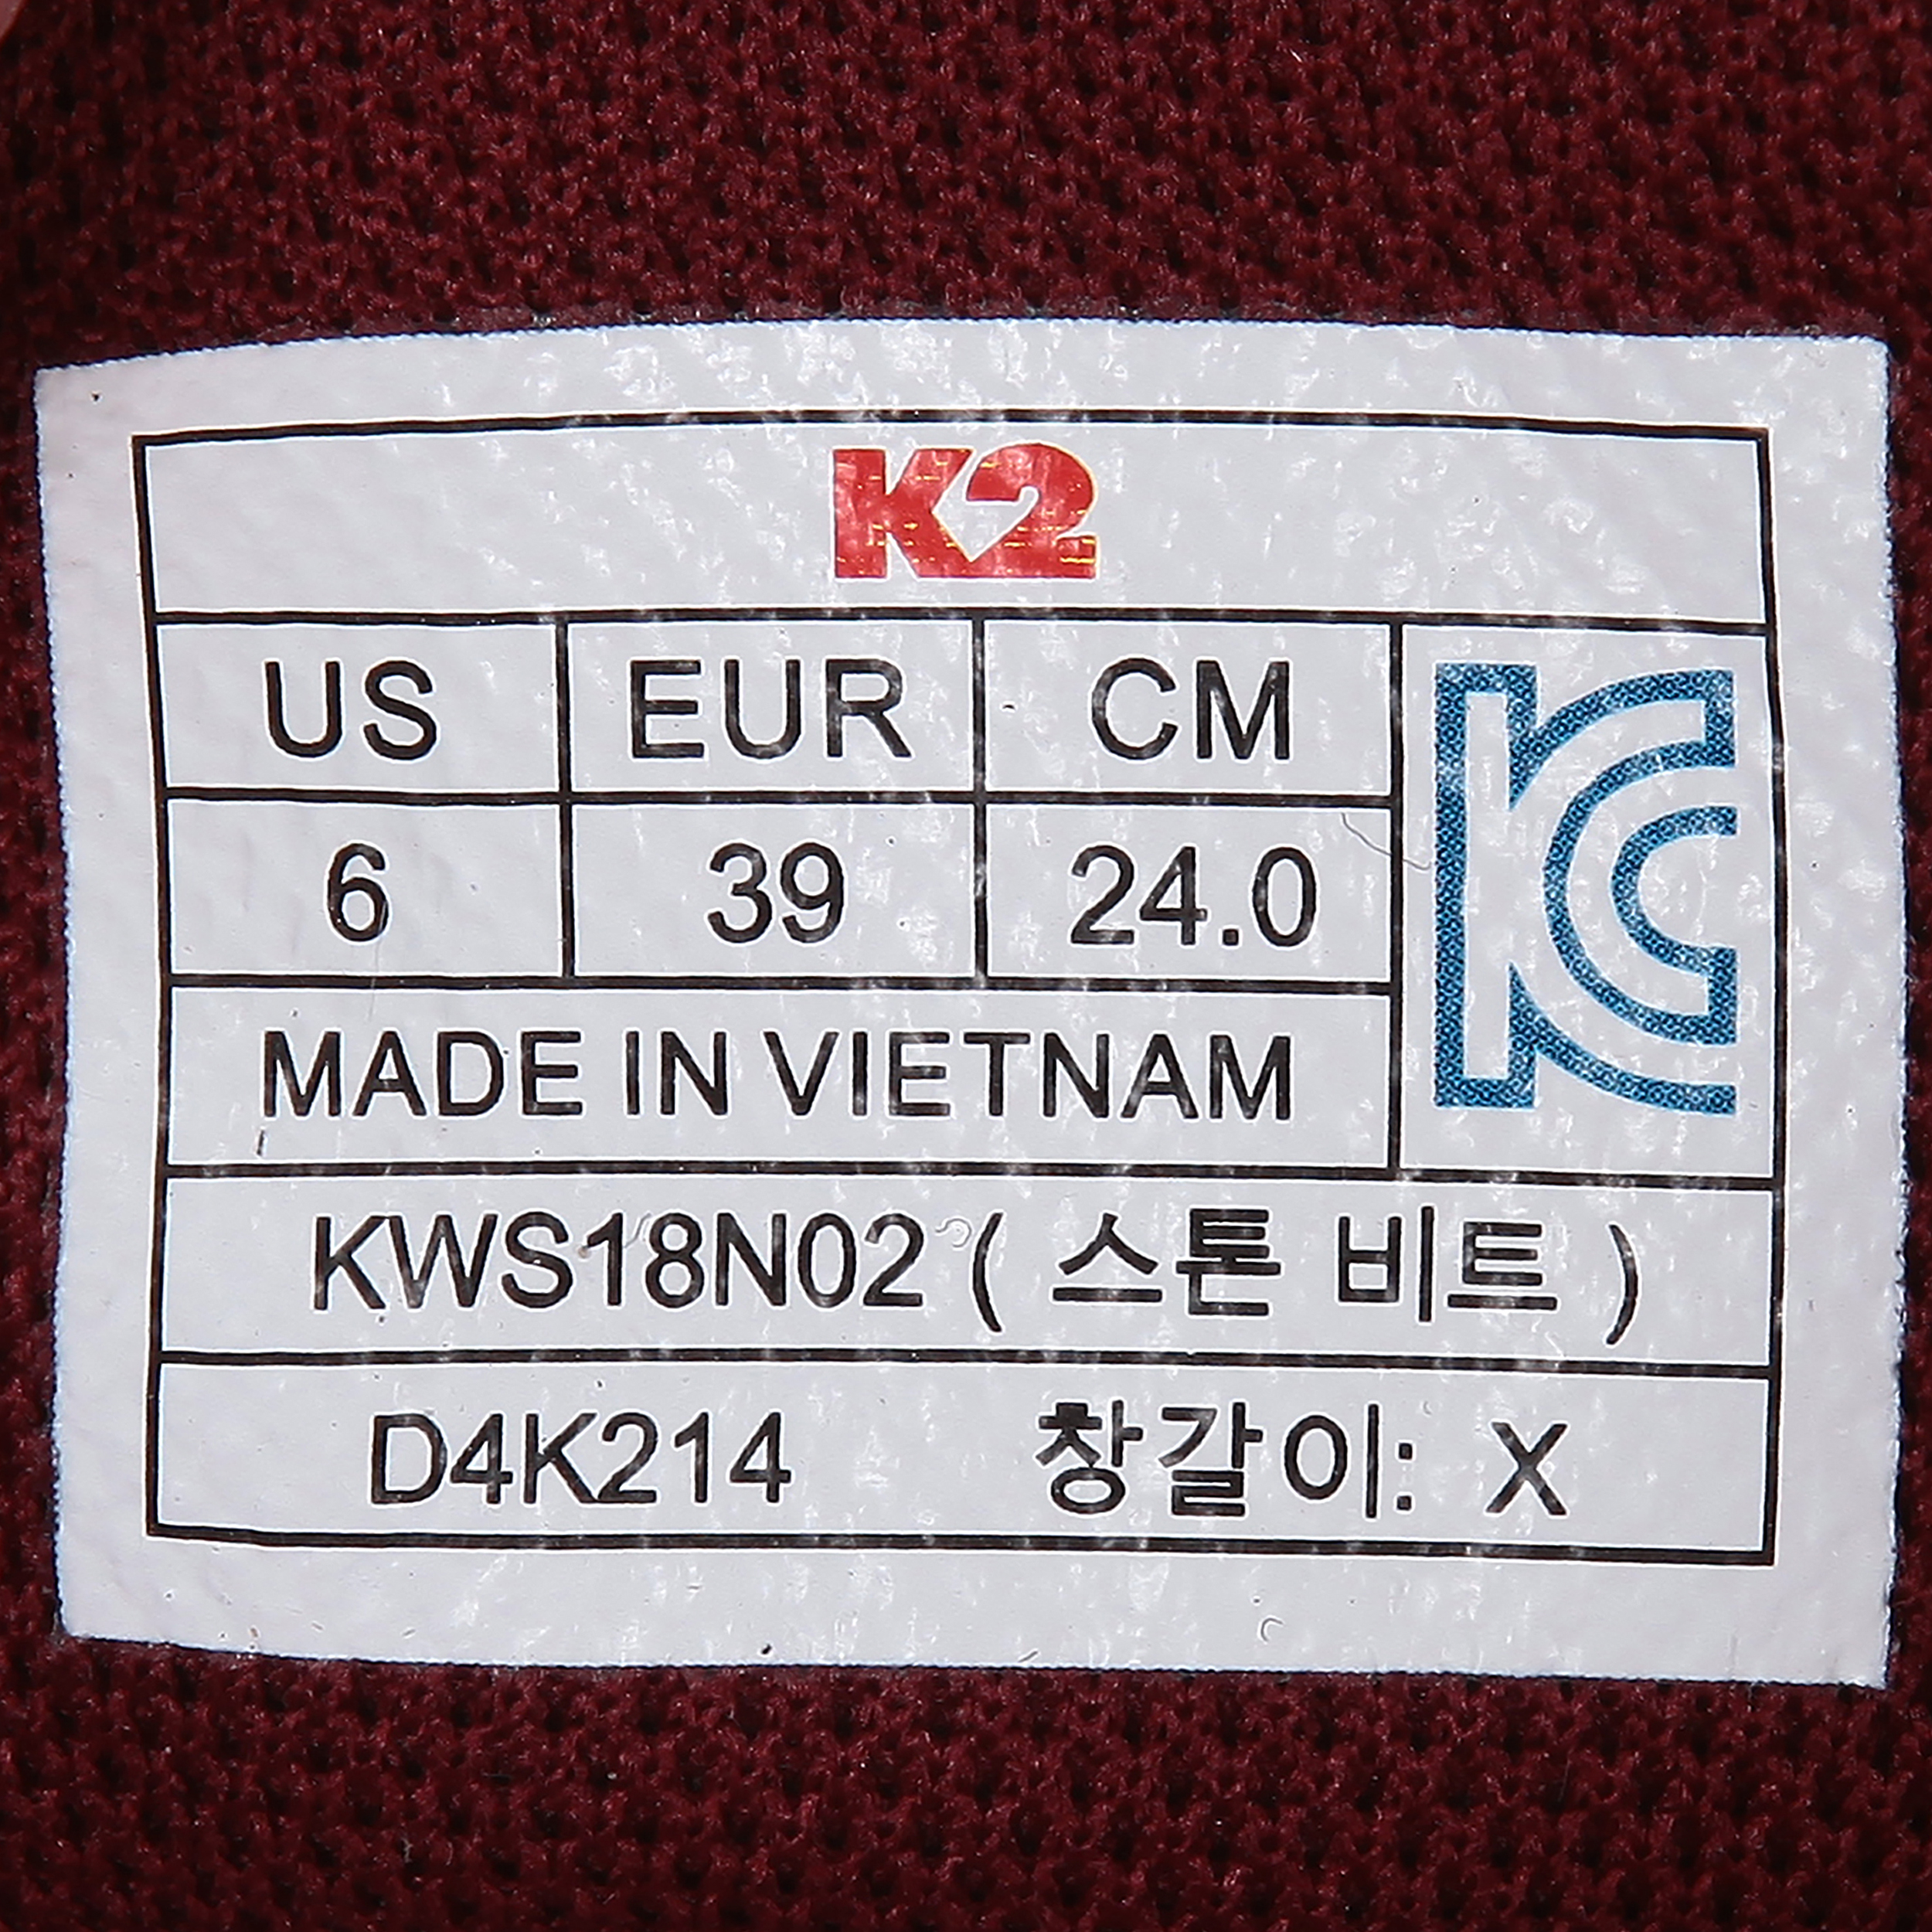 K2
US EUR CM
6 39 24.0
KC
MADE IN VIETNAM
KWS18N02 ( 스톤 비트 )
D4K214 창갈이: X